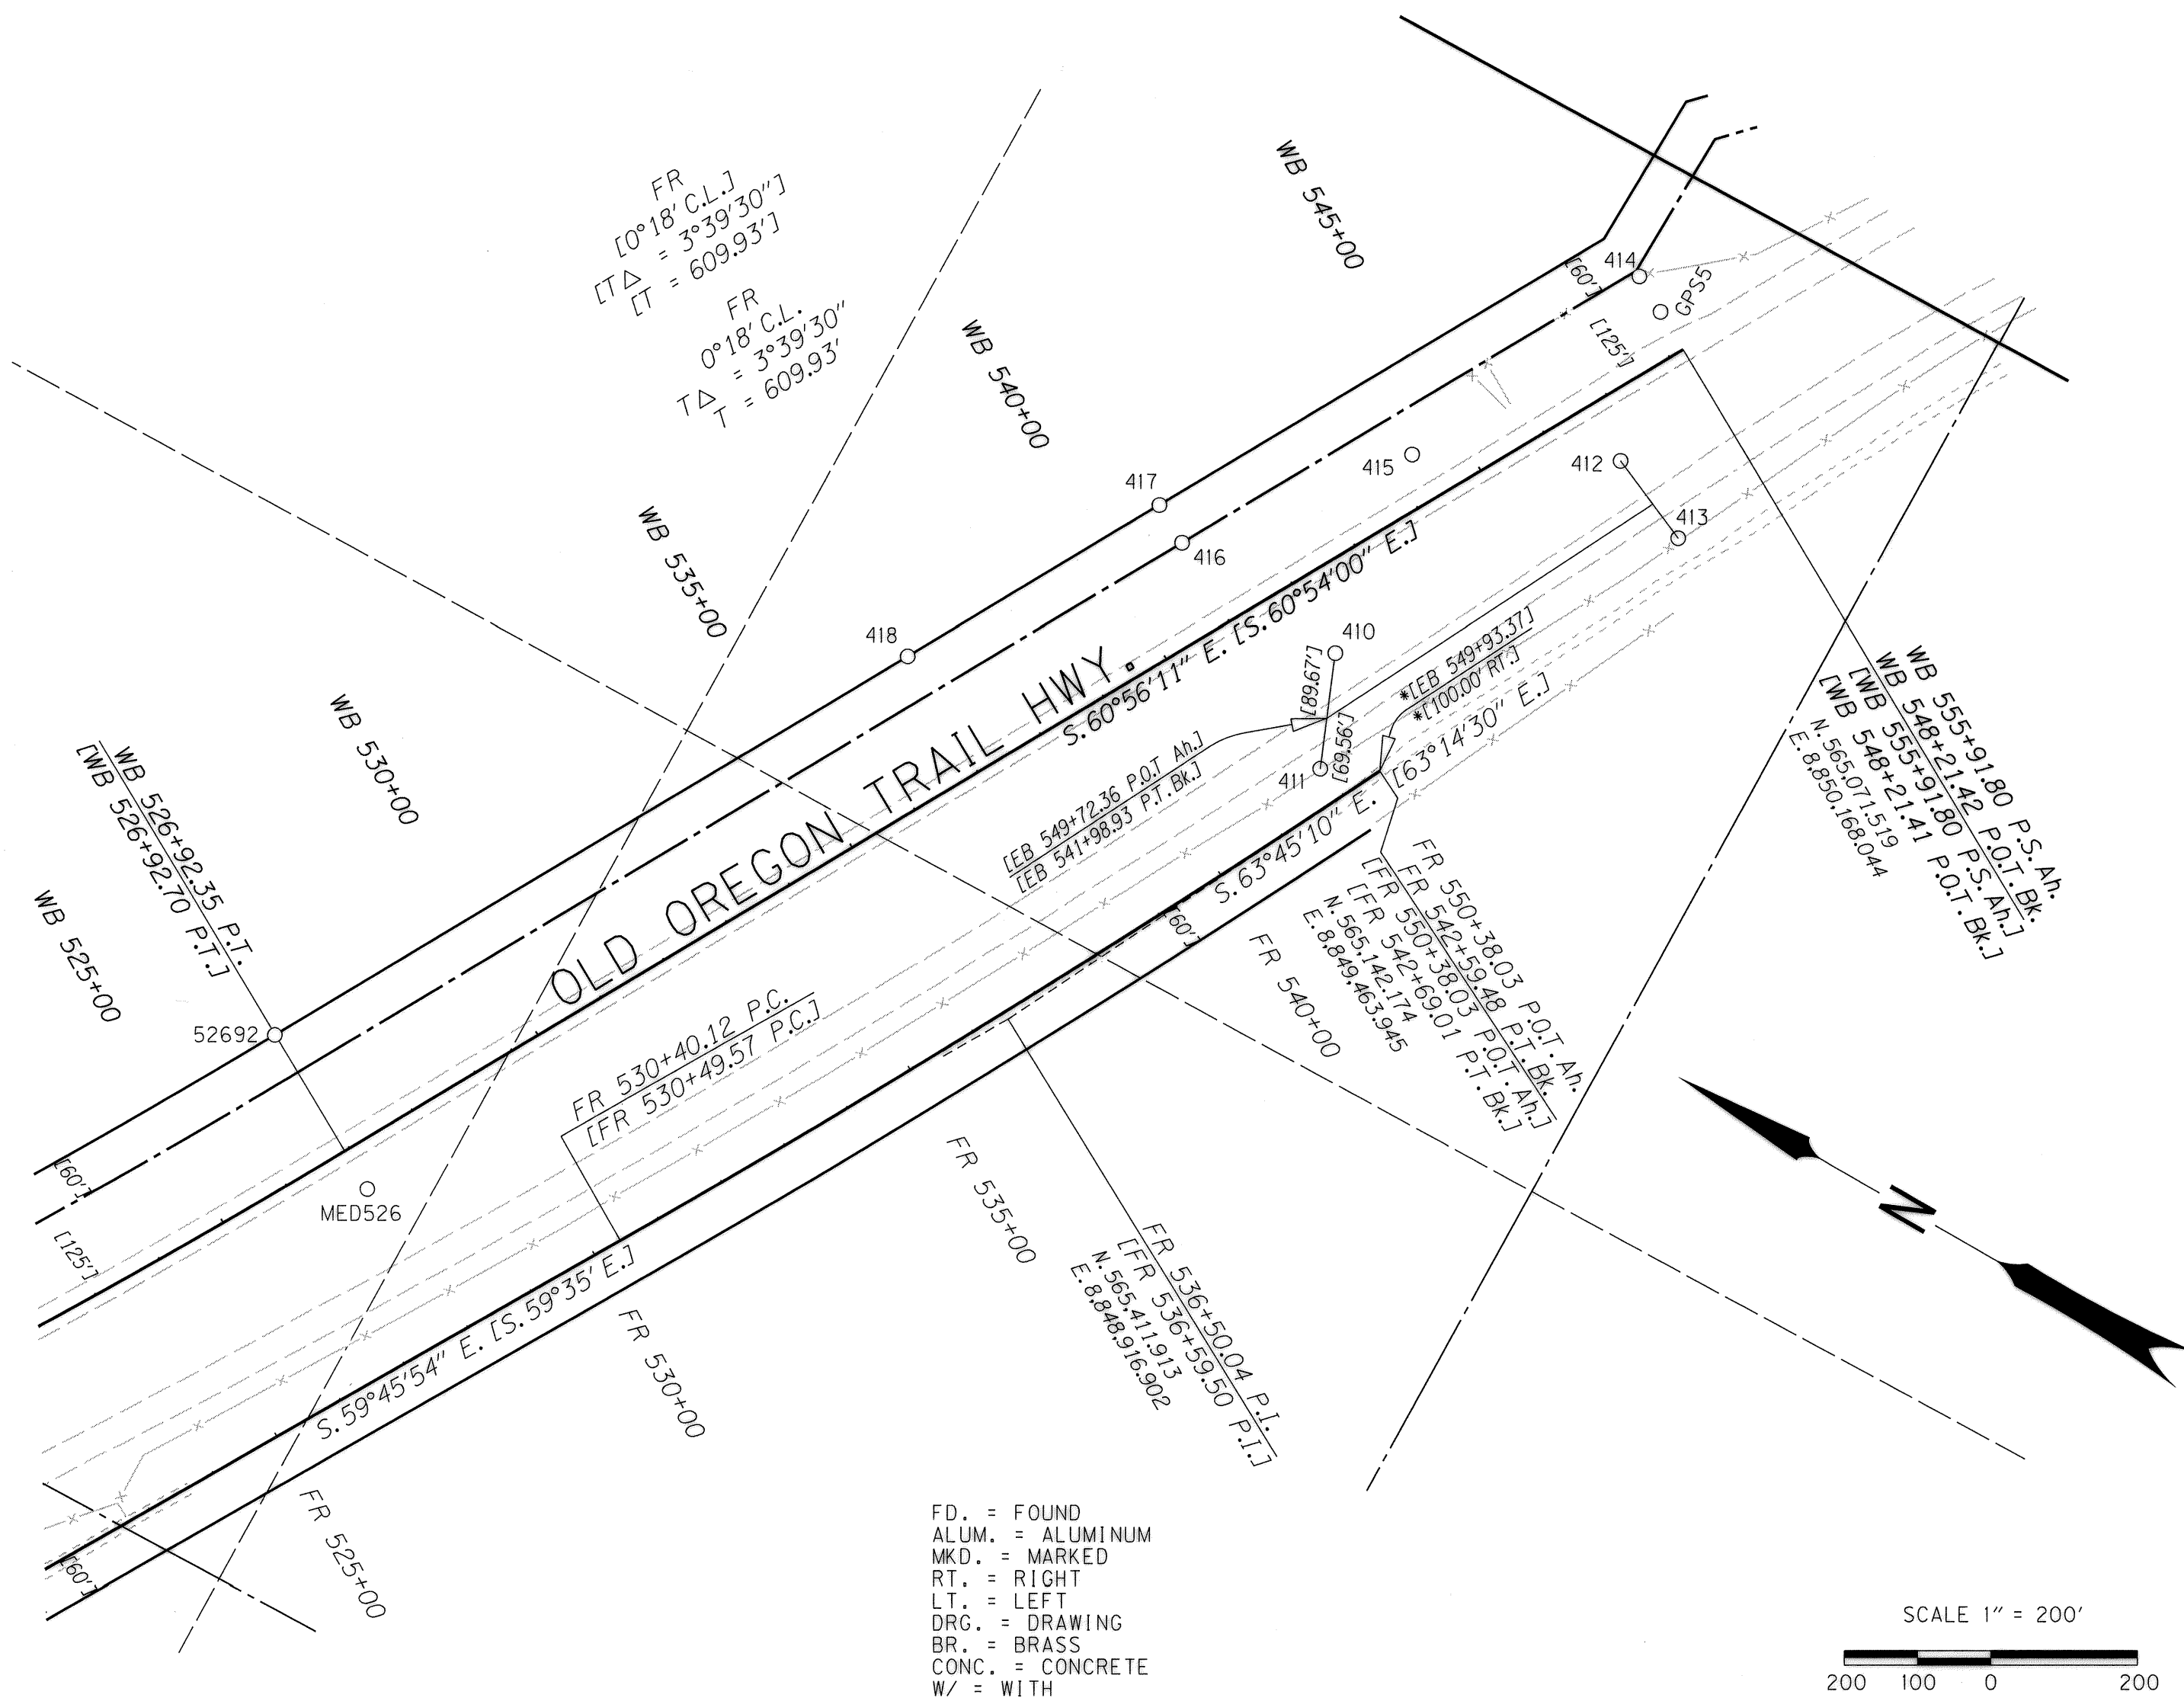 FR
[0°18' C.L.]
[T△ = 3°39'30"]
[T = 609.93']
FR
0°18' C.L.
T△ = 3°39'30"
T = 609.93'
WB 545+00
WB 540+00
WB 535+00
WB 530+00
WB 525+00
414
[60']
GPS5
[125']
417
415
412
416
413
418
410
[89.67']
411
[69.56']
OLD OREGON TRAIL HWY.
S.60°56'11" E. [S.60°54'00" E.]
*[EB 549+93.37]
*[100.00' RT.]
[EB 549+72.36 P.O.T Ah.]
[EB 541+98.93 P.T.Bk.]
S.63°45'10" E. [63°14'30" E.]
WB 555+91.80 P.S. Ah.
WB 548+21.42 P.O.T.Bk.
[WB 555+91.80 P.S.Ah.]
[WB 548+21.41 P.O.T.Bk.]
N.565,071.519
E.8,850,168.044
WB 526+92.35 P.T.
[WB 526+92.70 P.T.]
52692
MED526
[60']
[125']
FR 530+40.12 P.C.
[FR 530+49.57 P.C.]
[60']
FR 550+38.03 P.O.T. Ah.
FR 542+59.48 P.T.Bk.
[FR 550+38.03 P.O.T.Ah.]
[FR 542+69.01 P.T.Bk.]
N.565,142.174
E.8,849,463.945
FR 540+00
FR 535+00
FR 536+50.04 P.I.
[FR 536+59.50 P.I.]
N.565,411.913
E.8,848,916.902
S.59°45'54" E. [S.59°35' E.]
FR 530+00
FR 525+00
[60']
N
FD. = FOUND
ALUM. = ALUMINUM
MKD. = MARKED
RT. = RIGHT
LT. = LEFT
DRG. = DRAWING
BR. = BRASS
CONC. = CONCRETE
W/ = WITH
SCALE 1" = 200'
200 100 0 200